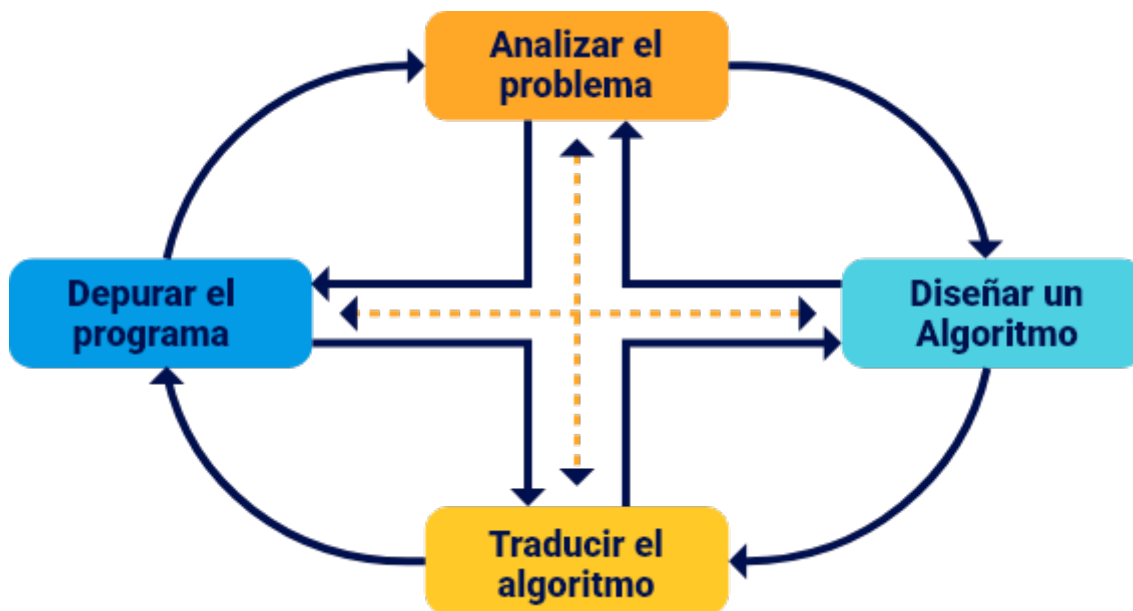 Analizar el
problema
Depurar el
programa
Diseñar un
Algoritmo
Traducir el
algoritmo